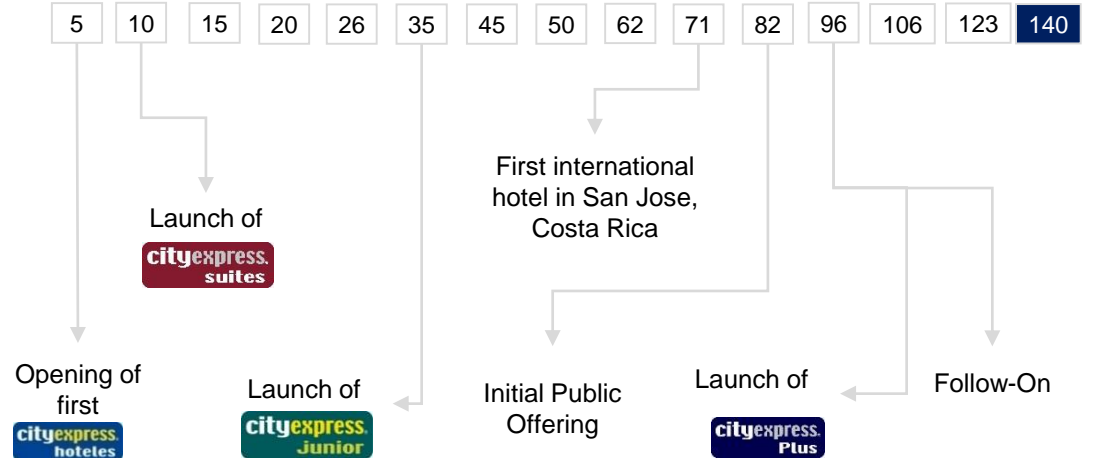 5 10 15 20 26 35 45 50 62 71 82 96 106 123 140
First international
hotel in San Jose,
Costa Rica
Launch of
cityexpress.
suites
Opening of
first
cityexpress.
hoteles
Launch of
cityexpress.
Junior
Initial Public
Offering
Launch of
cityexpress.
Plus
Follow-On